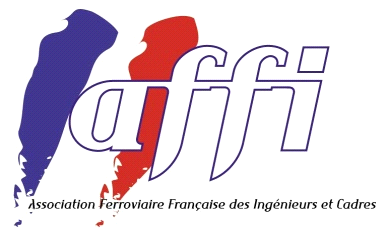 affi
Association Ferroviaire Française des Ingénieurs et Cadres